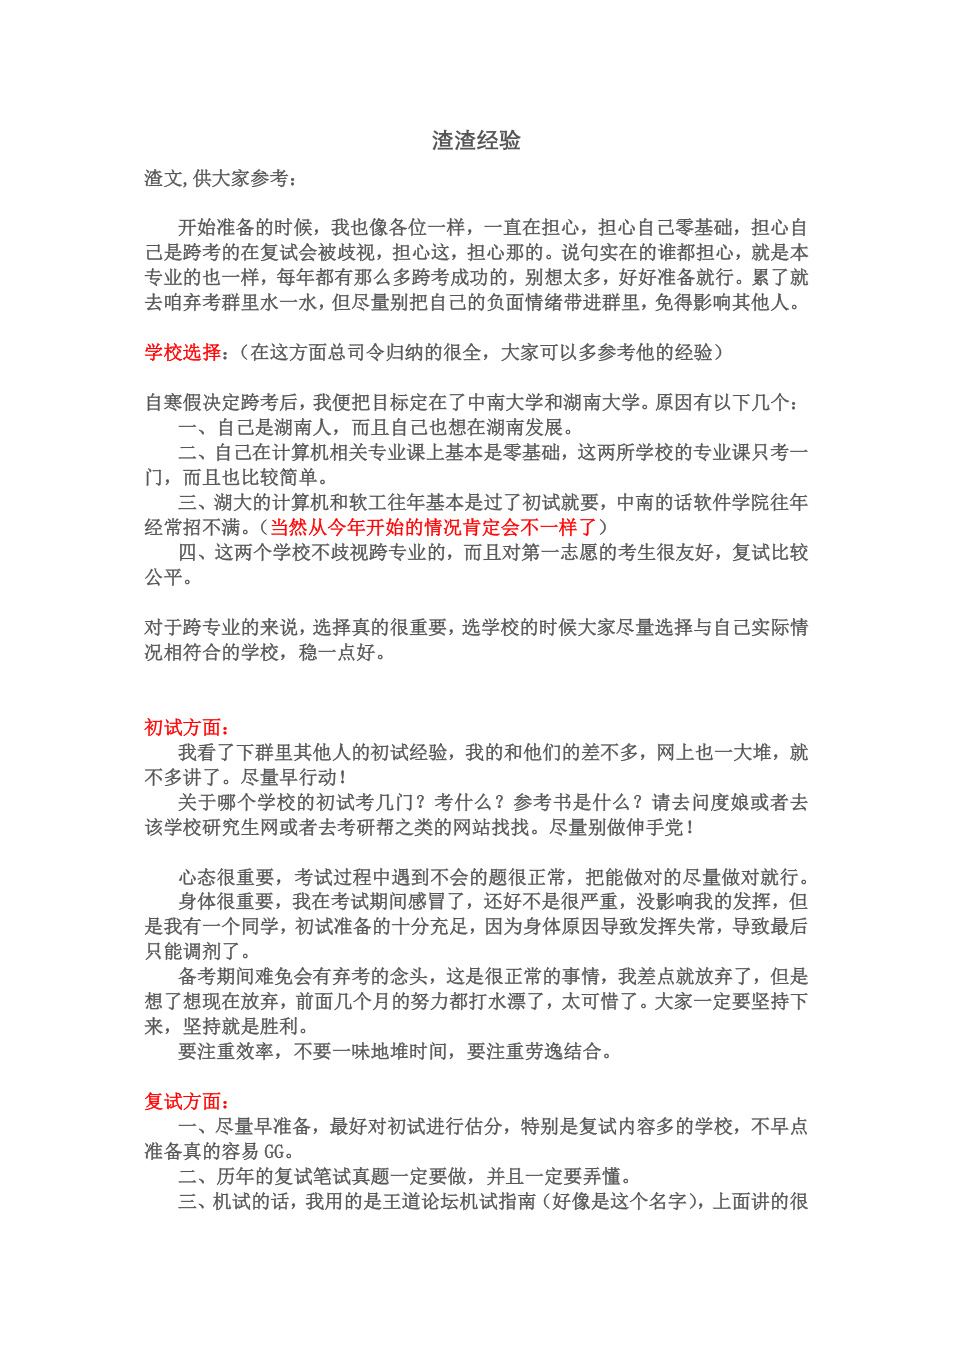 渣渣经验
渣文,供大家参考：
开始准备的时候，我也像各位一样，一直在担心，担心自己零基础，担心自
己是跨考的在复试会被歧视，担心这，担心那的。说句实在的谁都担心，就是本
专业的也一样，每年都有那么多跨考成功的，别想太多，好好准备就行。累了就
去咱弃考群里水一水，但尽量别把自己的负面情绪带进群里，免得影响其他人。
学校选择：（在这方面总司令归纳的很全，大家可以多参考他的经验）
自寒假决定跨考后，我便把目标定在了中南大学和湖南大学。原因有以下几个：
一、自己是湖南人，而且自己也想在湖南发展。
二、自己在计算机相关专业课上基本是零基础，这两所学校的专业课只考一
门，而且也比较简单。
三、湖大的计算机和软工往年基本是过了初试就要，中南的话软件学院往年
经常招不满。（当然从今年开始的情况肯定会不一样了）
四、这两个学校不歧视跨专业的，而且对第一志愿的考生很友好，复试比较
公平。
对于跨专业的来说，选择真的很重要，选学校的时候大家尽量选择与自己实际情
况相符合的学校，稳一点好。
初试方面：
我看了下群里其他人的初试经验，我的和他们的差不多，网上也一大堆，就
不多讲了。尽量早行动！
关于哪个学校的初试考几门？考什么？参考书是什么？请去问度娘或者去
该学校研究生网或者去考研帮之类的网站找找。尽量别做伸手党！
心态很重要，考试过程中遇到不会的题很正常，把能做对的尽量做对就行。
身体很重要，我在考试期间感冒了，还好不是很严重，没影响我的发挥，但
是我有一个同学，初试准备的十分充足，因为身体原因导致发挥失常，导致最后
只能调剂了。
备考期间难免会有弃考的念头，这是很正常的事情，我差点就放弃了，但是
想了想现在放弃，前面几个月的努力都打水漂了，太可惜了。大家一定要坚持下
来，坚持就是胜利。
要注重效率，不要一味地堆时间，要注重劳逸结合。
复试方面：
一、尽量早准备，最好对初试进行估分，特别是复试内容多的学校，不早点
准备真的容易 GG。
二、历年的复试笔试真题一定要做，并且一定要弄懂。
三、机试的话，我用的是王道论坛机试指南（好像是这个名字），上面讲的很